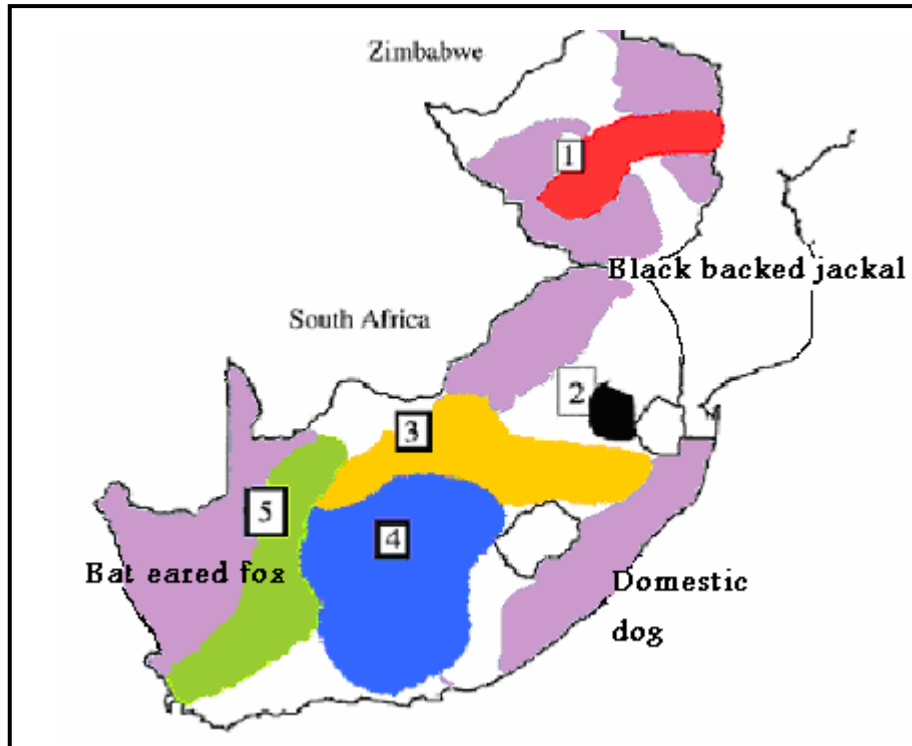 Zimbabwe
1
Black backed jackal
South Africa
2
3
5
4
Bat eared fox
Domestic
dog